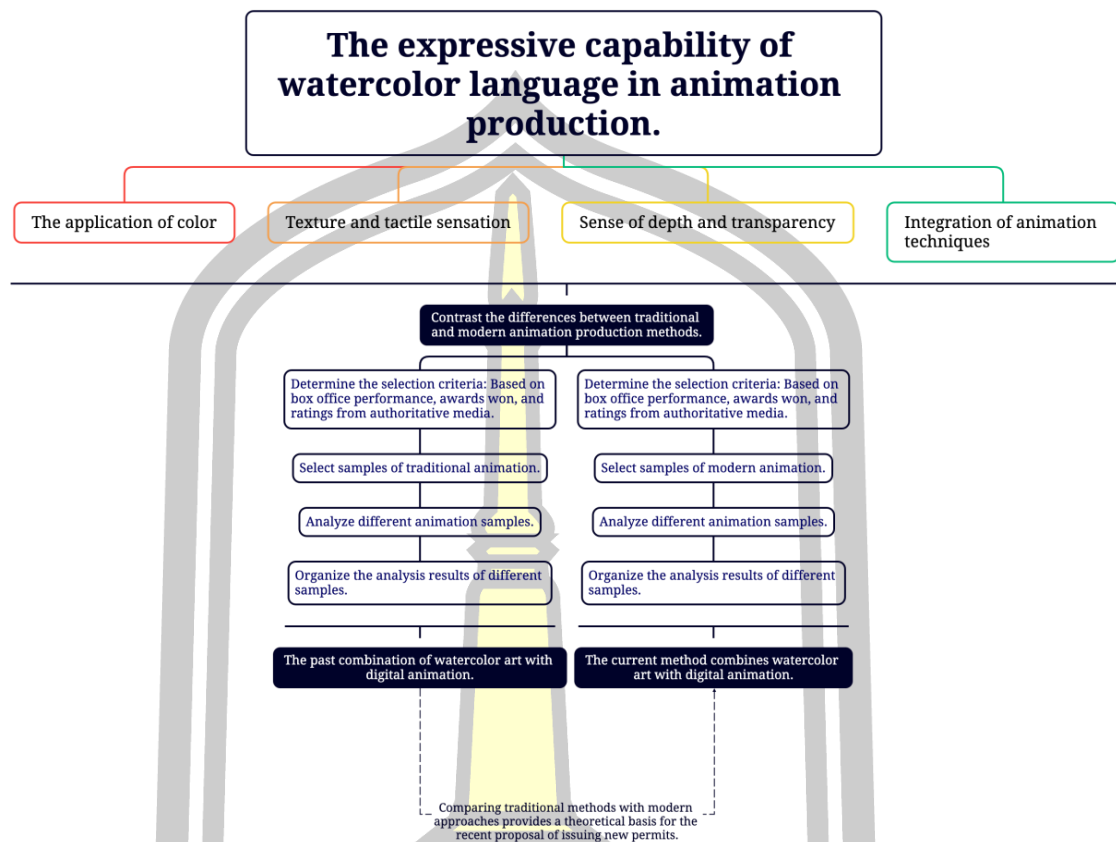 The expressive capability of
watercolor language in animation
production.
The application of color
Texture and tactile sensation
Sense of depth and transparency
Integration of animation
techniques
Contrast the differences between traditional
and modern animation production methods.
Determine the selection criteria: Based on
box office performance, awards won, and
ratings from authoritative media.
Select samples of traditional animation.
Analyze different animation samples.
Organize the analysis results of different
samples.
The past combination of watercolor art with
digital animation.
Determine the selection criteria: Based on
box office performance, awards won, and
ratings from authoritative media.
Select samples of modern animation.
Analyze different animation samples.
Organize the analysis results of different
samples.
The current method combines watercolor
art with digital animation.
Comparing traditional methods with modern
approaches provides a theoretical basis for the
recent proposal of issuing new permits.